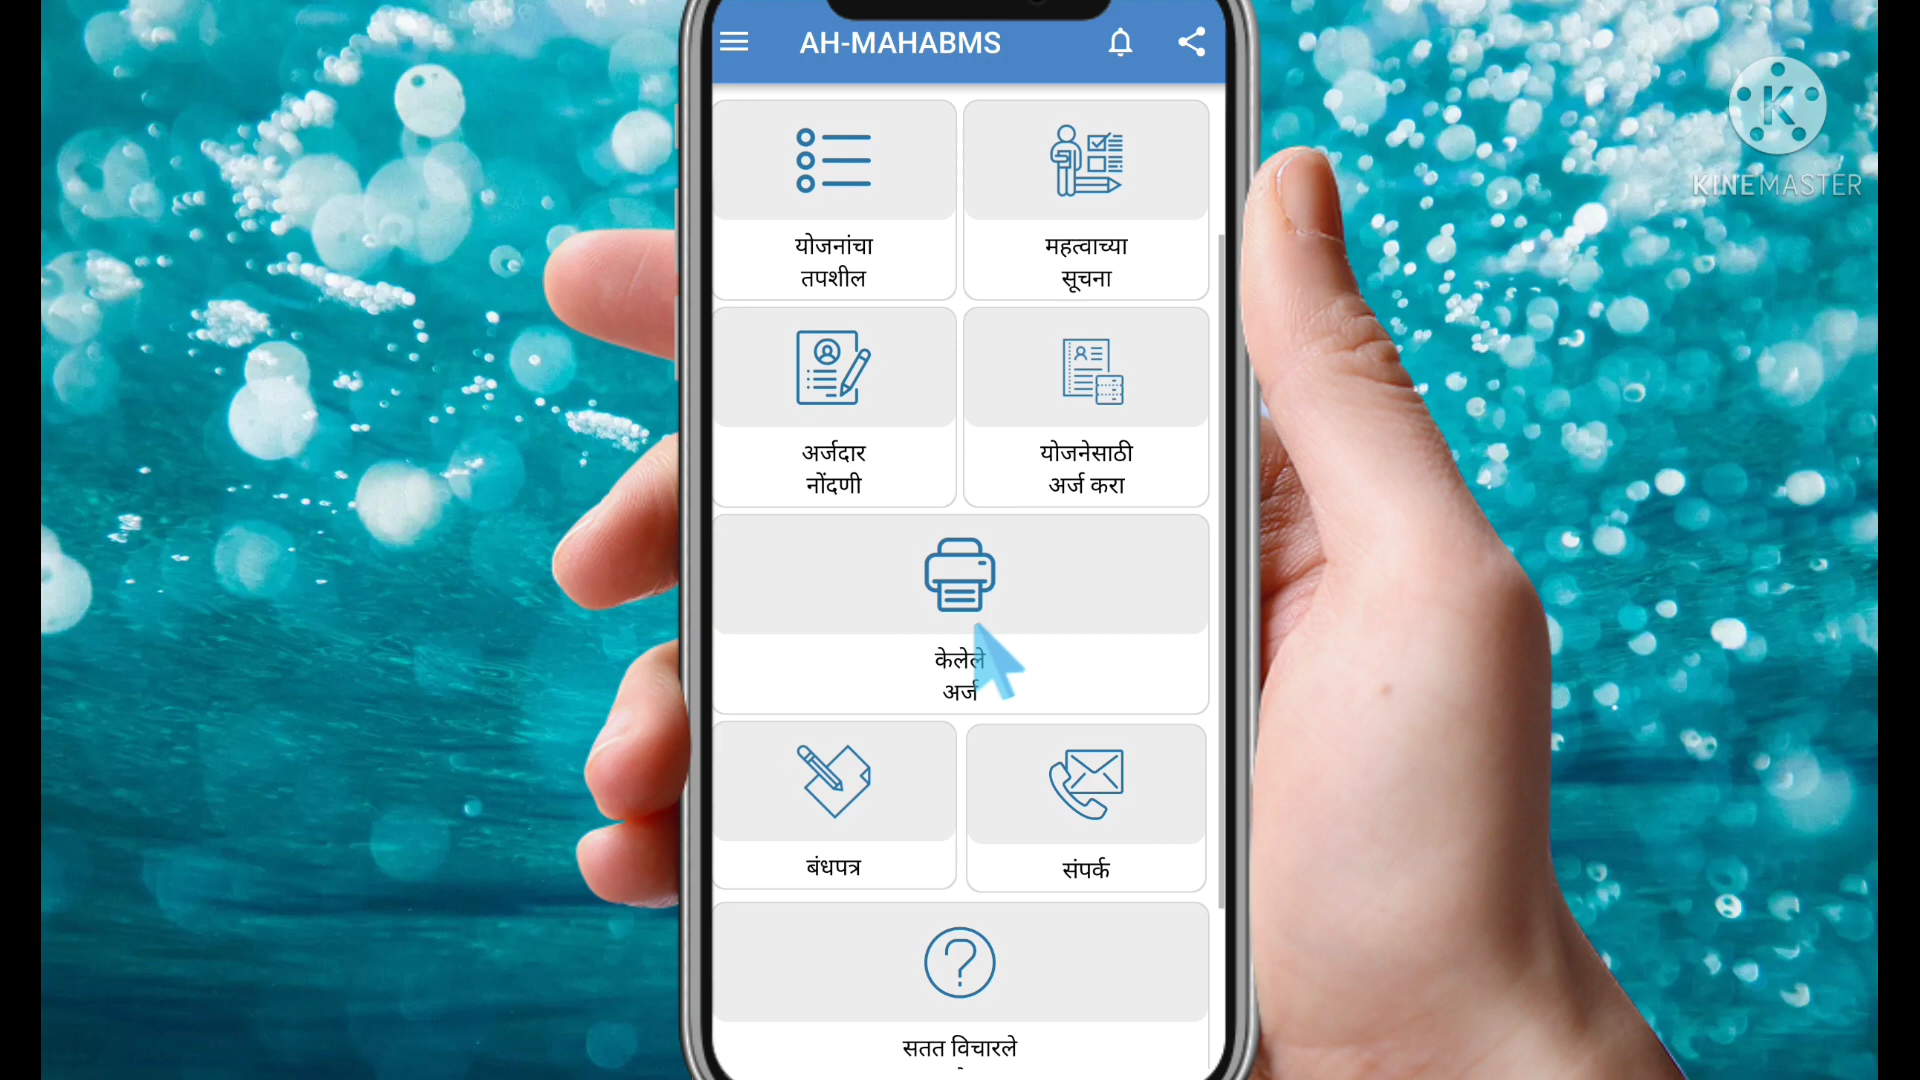 AH-MAHABMS
K
KINEMASTER
योजनांचा
तपशील
महत्वाच्या
सूचना
अर्जदार
नोंदणी
योजनेसाठी
अर्ज करा
केलेले
अर्ज
बंधपत्र
संपर्क
सतत विचारले